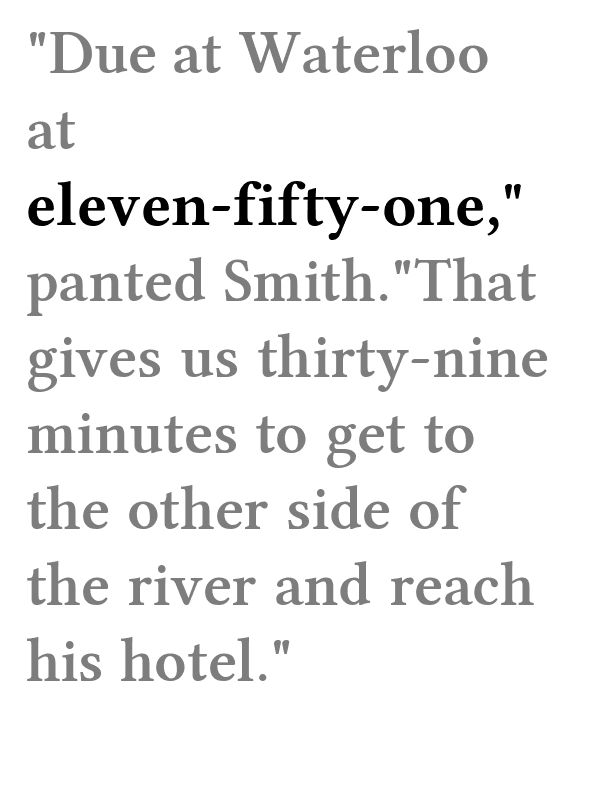 "Due at Waterloo
at
eleven-fifty-one,"
panted Smith."That
gives us thirty-nine
minutes to get to
the other side of
the river and reach
his hotel."